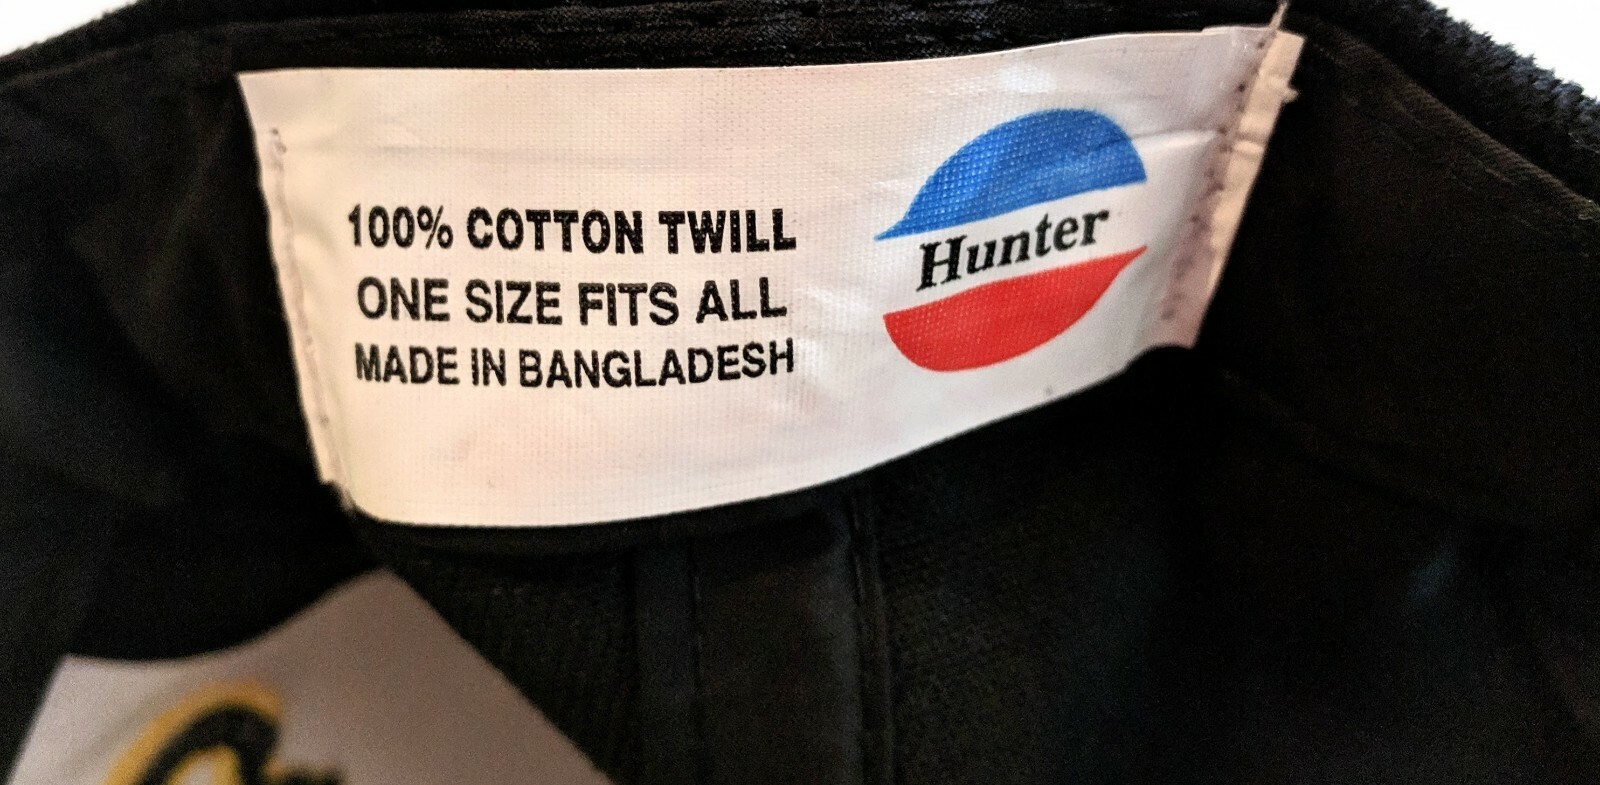 100% COTTON TWILL
ONE SIZE FITS ALL
MADE IN BANGLADESH
Hunter